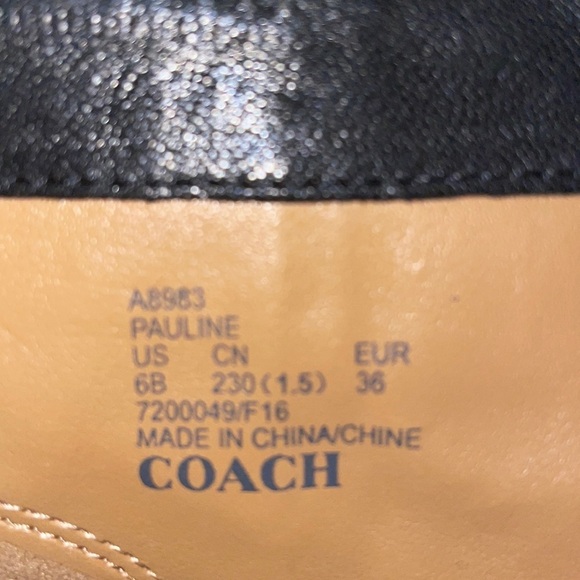 A8983
PAULINE
US CN EUR
6B 230(1.5) 36
7200049/F16
MADE IN CHINA/CHINE
COACH